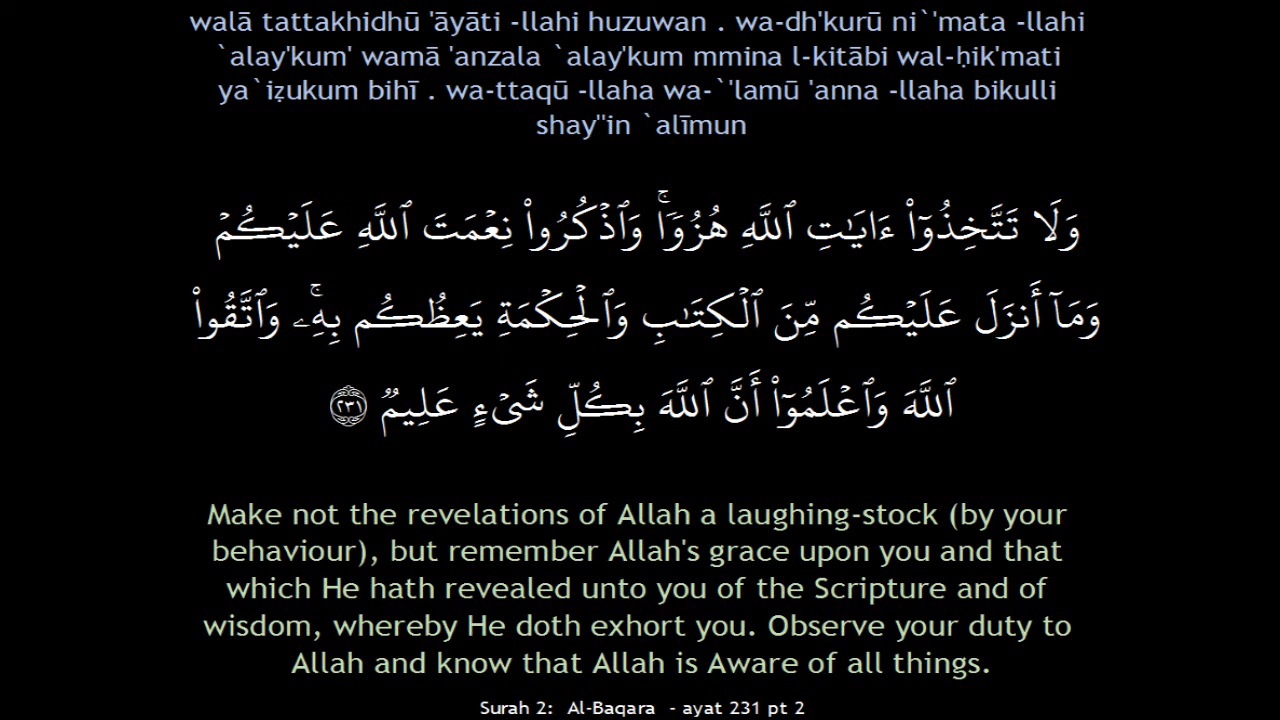 walā tattakhidhū 'āyāti -llahi huzuwan . wa-dh'kurū ni`'mata -llahi
`alay'kum' wamā 'anzala `alay'kum mmina l-kitābi wal-ḥik'mati
ya`iẓukum bihī . wa-ttaqū -llaha wa-`'lamū 'anna -llaha bikulli
shay''in `alīmun
وَلَا تَتَّخِذُوٓا۟ ءَايَـٰتِ ٱللَّهِ هُزُوًۭا ۚ وَٱذْكُرُوا۟ نِعْمَتَ ٱللَّهِ عَلَيْكُمْ
وَمَآ أَنزَلَ عَلَيْكُم مِّنَ ٱلْكِتَـٰبِ وَٱلْحِكْمَةِ يَعِظُكُم بِهِۦ ۚ وَٱتَّقُوا۟
ٱللَّهَ وَٱعْلَمُوٓا۟ أَنَّ ٱللَّهَ بِكُلِّ شَىْءٍ عَلِيمٌۭ ٢٣١
Make not the revelations of Allah a laughing-stock (by your
behaviour), but remember Allah's grace upon you and that
which He hath revealed unto you of the Scripture and of
wisdom, whereby He doth exhort you. Observe your duty to
Allah and know that Allah is Aware of all things.
Surah 2:  Al-Baqara  - ayat 231 pt 2